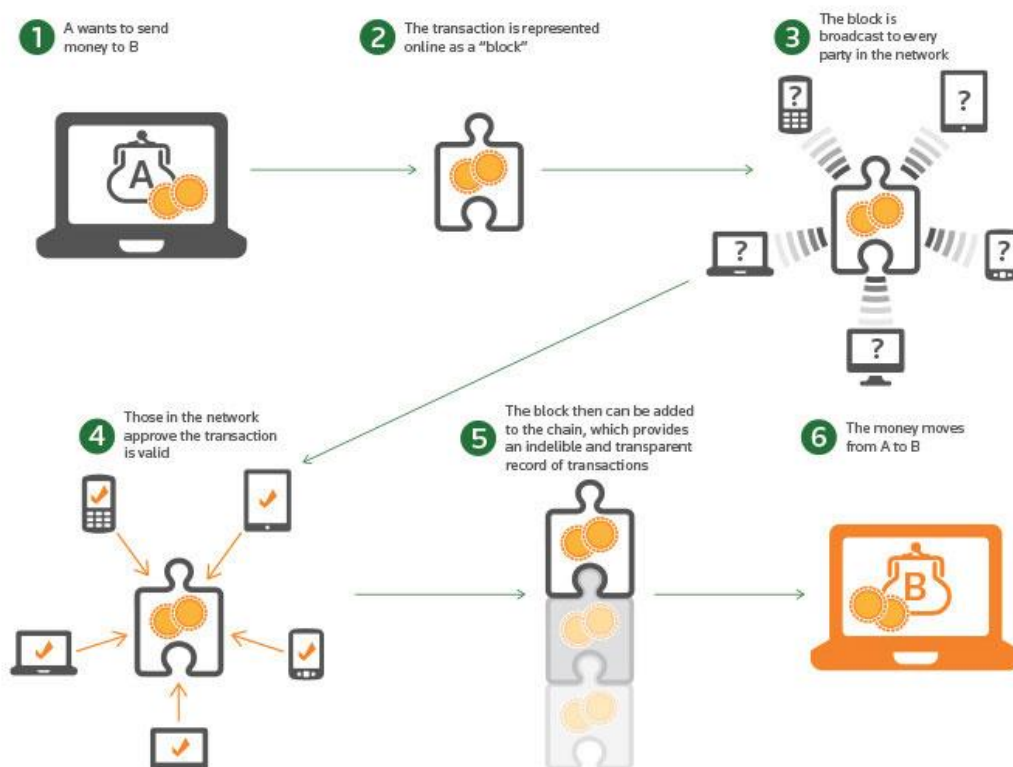 1
A wants to send
money to B
2
The transaction is represented
online as a “block”
3
The block is
broadcast to every
party in the network
A
?
?
?
?
?
4
Those in the network
approve the transaction
is valid
5
The block then can be added
to the chain, which provides
an indelible and transparent
record of transactions
6
The money moves
from A to B
B